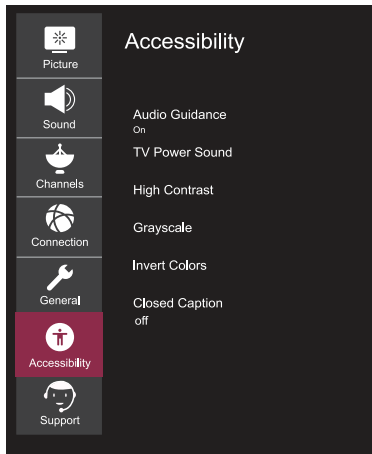 Picture
Sound
Channels
Connection
General
Accessibility
Support
Accessibility
Audio Guidance
On
TV Power Sound
High Contrast
Grayscale
Invert Colors
Closed Caption
off